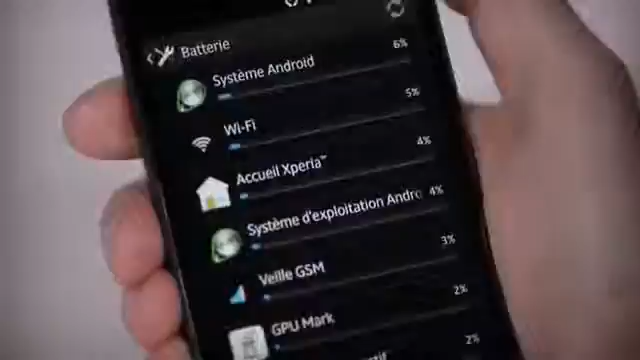 Batterie
Système Android 6%
Wi-Fi 5%
Accueil Xperia™ 4%
Système d'exploitation Andro 4%
Veille GSM 3%
GPU Mark 2%
2%